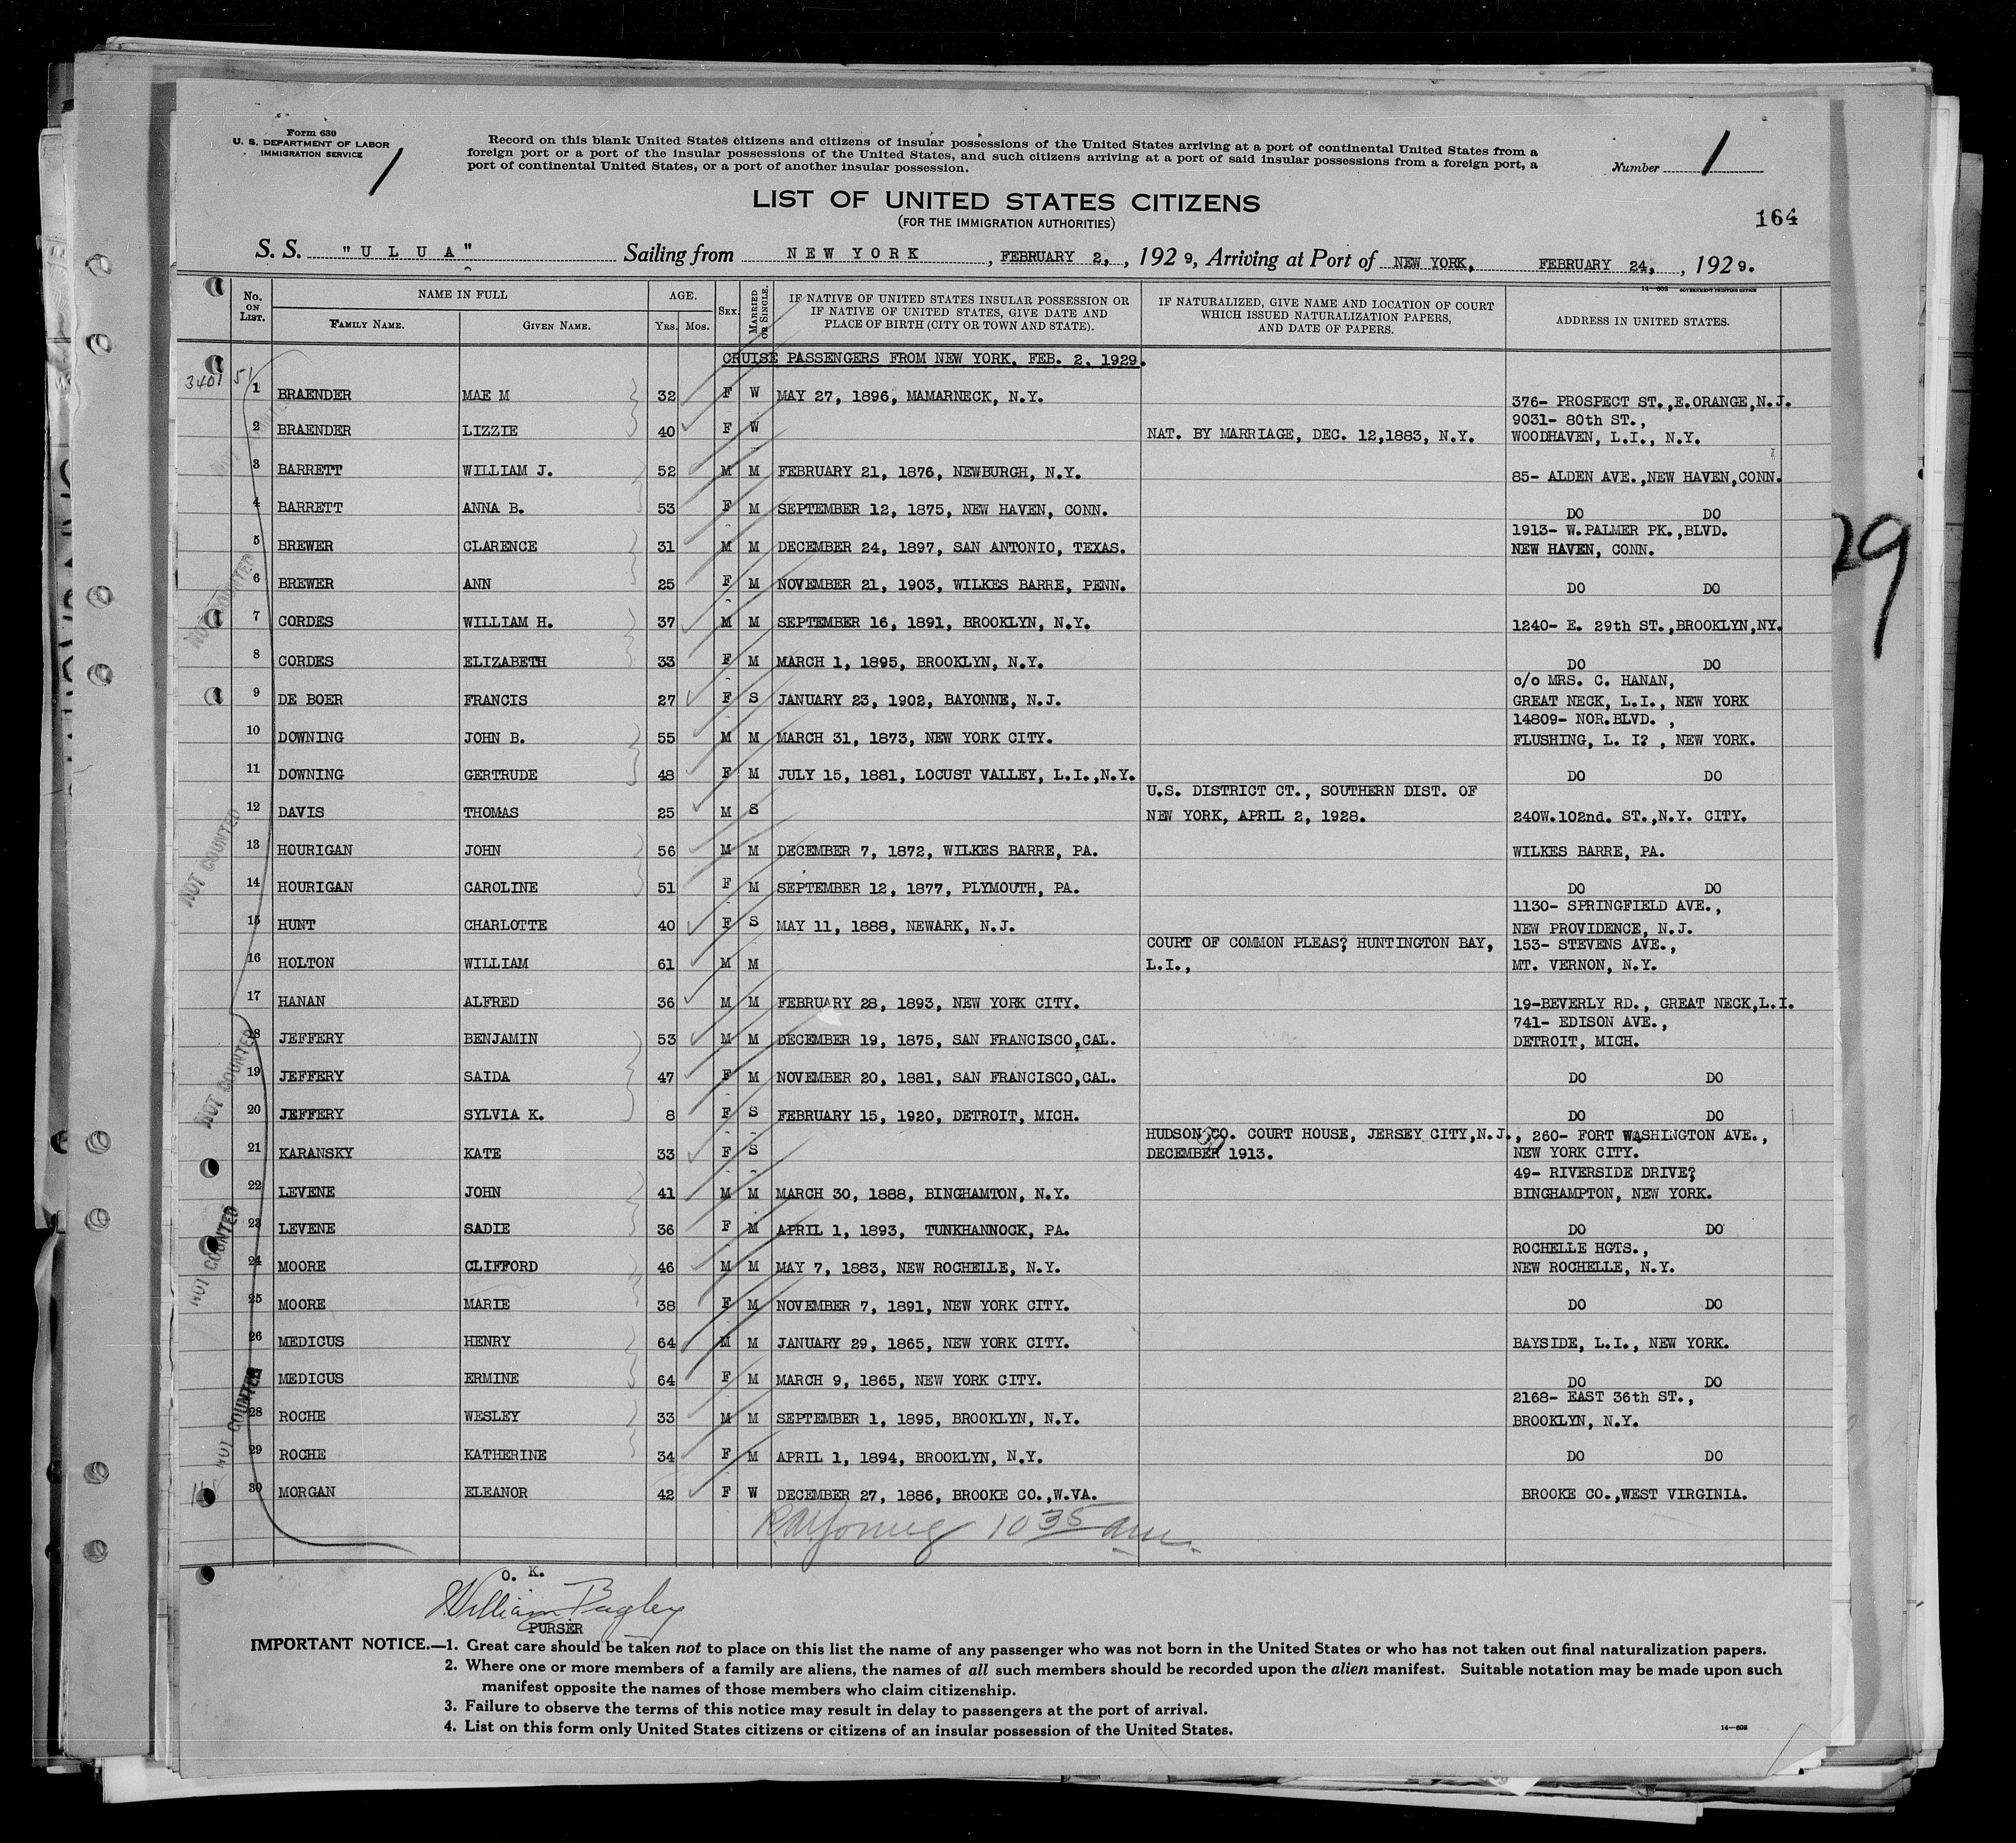 Form 630
U. S. DEPARTMENT OF LABOR
IMMIGRATION SERVICE
1
Record on this blank United States citizens and citizens of insular possessions of the United States arriving at a port of continental United States from a
foreign port or a port of the insular possessions of the United States, and such citizens arriving at a port of said insular possessions from a foreign port, a
port of continental United States, or a port of another insular possession.
Number 1
LIST OF UNITED STATES CITIZENS
(FOR THE IMMIGRATION AUTHORITIES)
164
S. S. "ULUA" Sailing from NEW YORK, FEBRUARY 2, , 1929, Arriving at Port of NEW YORK, FEBRUARY 24, , 1929.
14—608 GOVERNMENT PRINTING OFFICE
No. ON LIST. NAME IN FULL FAMILY NAME. GIVEN NAME. AGE. Yrs. Mos. SEX. MARRIED OR SINGLE. IF NATIVE OF UNITED STATES INSULAR POSSESSION OR IF NATIVE OF UNITED STATES, GIVE DATE AND PLACE OF BIRTH (CITY OR TOWN AND STATE). IF NATURALIZED, GIVE NAME AND LOCATION OF COURT WHICH ISSUED NATURALIZATION PAPERS, AND DATE OF PAPERS. ADDRESS IN UNITED STATES.
CRUISE PASSENGERS FROM NEW YORK, FEB. 2, 1929.
3401 51
1 BRAENDER MAE M 32 F W MAY 27, 1896, MAMARNECK, N.Y. 376- PROSPECT ST.,E.ORANGE,N.J.
2 BRAENDER LIZZIE 40 F W NAT. BY MARRIAGE, DEC. 12,1883, N.Y. 9031- 80th ST., WOODHAVEN, L.I., N.Y.
3 BARRETT WILLIAM J. 52 M M FEBRUARY 21, 1876, NEWBURGH, N.Y. 85- ALDEN AVE.,NEW HAVEN,CONN.
4 BARRETT ANNA B. 53 F M SEPTEMBER 12, 1875, NEW HAVEN, CONN. DO DO
5 BREWER CLARENCE 31 M M DECEMBER 24, 1897, SAN ANTONIO, TEXAS. 1913- W.PALMER PK.,BLVD. NEW HAVEN, CONN.
6 BREWER ANN 25 F M NOVEMBER 21, 1903, WILKES BARRE, PENN. DO DO
7 CORDES WILLIAM H. 37 M M SEPTEMBER 16, 1891, BROOKLYN, N.Y. 1240- E. 29th ST.,BROOKLYN,NY.
8 CORDES ELIZABETH 33 F M MARCH 1, 1895, BROOKLYN, N.Y. DO DO
9 DE BOER FRANCIS 27 F S JANUARY 23, 1902, BAYONNE, N.J. c/o MRS. C. HANAN, GREAT NECK, L.I., NEW YORK
10 DOWNING JOHN B. 55 M M MARCH 31, 1873, NEW YORK CITY. 14809- NOR.BLVD. , FLUSHING, L. I? , NEW YORK.
11 DOWNING GERTRUDE 48 F M JULY 15, 1881, LOCUST VALLEY, L.I.,N.Y. DO DO
12 DAVIS THOMAS 25 M S U.S. DISTRICT CT., SOUTHERN DIST. OF NEW YORK, APRIL 2, 1928. 240W.102nd. ST.,N.Y. CITY.
13 HOURIGAN JOHN 56 M M DECEMBER 7, 1872, WILKES BARRE, PA. WILKES BARRE, PA.
14 HOURIGAN CAROLINE 51 F M SEPTEMBER 12, 1877, PLYMOUTH, PA. DO DO
15 HUNT CHARLOTTE 40 F S MAY 11, 1888, NEWARK, N.J. 1130- SPRINGFIELD AVE., NEW PROVIDENCE, N.J.
16 HOLTON WILLIAM 61 M M COURT OF COMMON PLEAS? HUNTINGTON BAY, L.I., 153- STEVENS AVE., MT. VERNON, N.Y.
17 HANAN ALFRED 36 M M FEBRUARY 28, 1893, NEW YORK CITY. 19-BEVERLY RD., GREAT NECK,L.I.
18 JEFFERY BENJAMIN 53 M M DECEMBER 19, 1875, SAN FRANCISCO,CAL. 741- EDISON AVE., DETROIT, MICH.
19 JEFFERY SAIDA 47 F M NOVEMBER 20, 1881, SAN FRANCISCO,CAL. DO DO
20 JEFFERY SYLVIA K. 8 F S FEBRUARY 15, 1920, DETROIT, MICH. DO DO
21 KARANSKY KATE 33 F S HUDSON CO. COURT HOUSE, JERSEY CITY,N.J., DECEMBER 1913. 260- FORT WASHINGTON AVE., NEW YORK CITY.
22 LEVENE JOHN 41 M M MARCH 30, 1888, BINGHAMTON, N.Y. 49- RIVERSIDE DRIVE? BINGHAMPTON, NEW YORK.
23 LEVENE SADIE 36 F M APRIL 1, 1893, TUNKHANNOCK, PA. DO DO
24 MOORE CLIFFORD 46 M M MAY 7, 1883, NEW ROCHELLE, N.Y. ROCHELLE HGTS., NEW ROCHELLE, N.Y.
25 MOORE MARIE 38 F M NOVEMBER 7, 1891, NEW YORK CITY. DO DO
26 MEDICUS HENRY 64 M M JANUARY 29, 1865, NEW YORK CITY. BAYSIDE, L.I., NEW YORK.
MEDICUS ERMINE 64 F M MARCH 9, 1865, NEW YORK CITY. DO DO
28 ROCHE WESLEY 33 M M SEPTEMBER 1, 1895, BROOKLYN, N.Y. 2168- EAST 36th ST., BROOKLYN, N.Y.
29 ROCHE KATHERINE 34 F M APRIL 1, 1894, BROOKLYN, N.Y. DO DO
30 MORGAN ELEANOR 42 F W DECEMBER 27, 1886, BROOKE CO.,W.VA. BROOKE CO.,WEST VIRGINIA.
NOT COUNTED
NOT COUNTED
NOT COUNTED
NOT COUNTED
NOT COUNTED
NOT COUNTED
10 35 am.
29
O. K.
William Bagley
PURSER
IMPORTANT NOTICE.—1. Great care should be taken not to place on this list the name of any passenger who was not born in the United States or who has not taken out final naturalization papers.
2. Where one or more members of a family are aliens, the names of all such members should be recorded upon the alien manifest. Suitable notation may be made upon such
manifest opposite the names of those members who claim citizenship.
3. Failure to observe the terms of this notice may result in delay to passengers at the port of arrival.
4. List on this form only United States citizens or citizens of an insular possession of the United States.
14—608